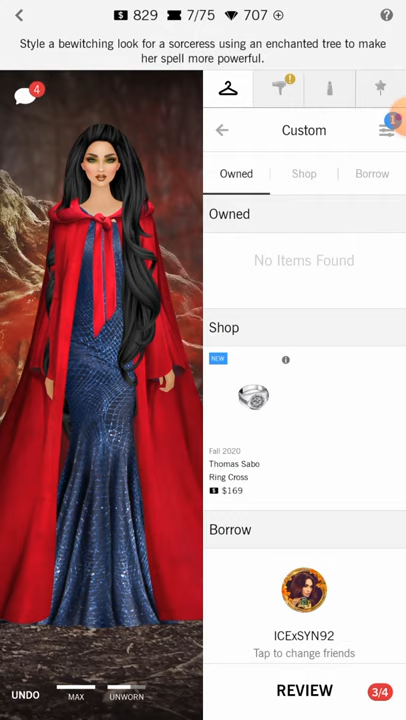 829 7/75 707
Style a bewitching look for a sorceress using an enchanted tree to make
her spell more powerful.
4
!
Custom
1
Owned Shop Borrow
Owned
No Items Found
Shop
NEW
Fall 2020
Thomas Sabo
Ring Cross
$169
Borrow
ICExSYN92
Tap to change friends
UNDO MAX UNWORN REVIEW 3/4